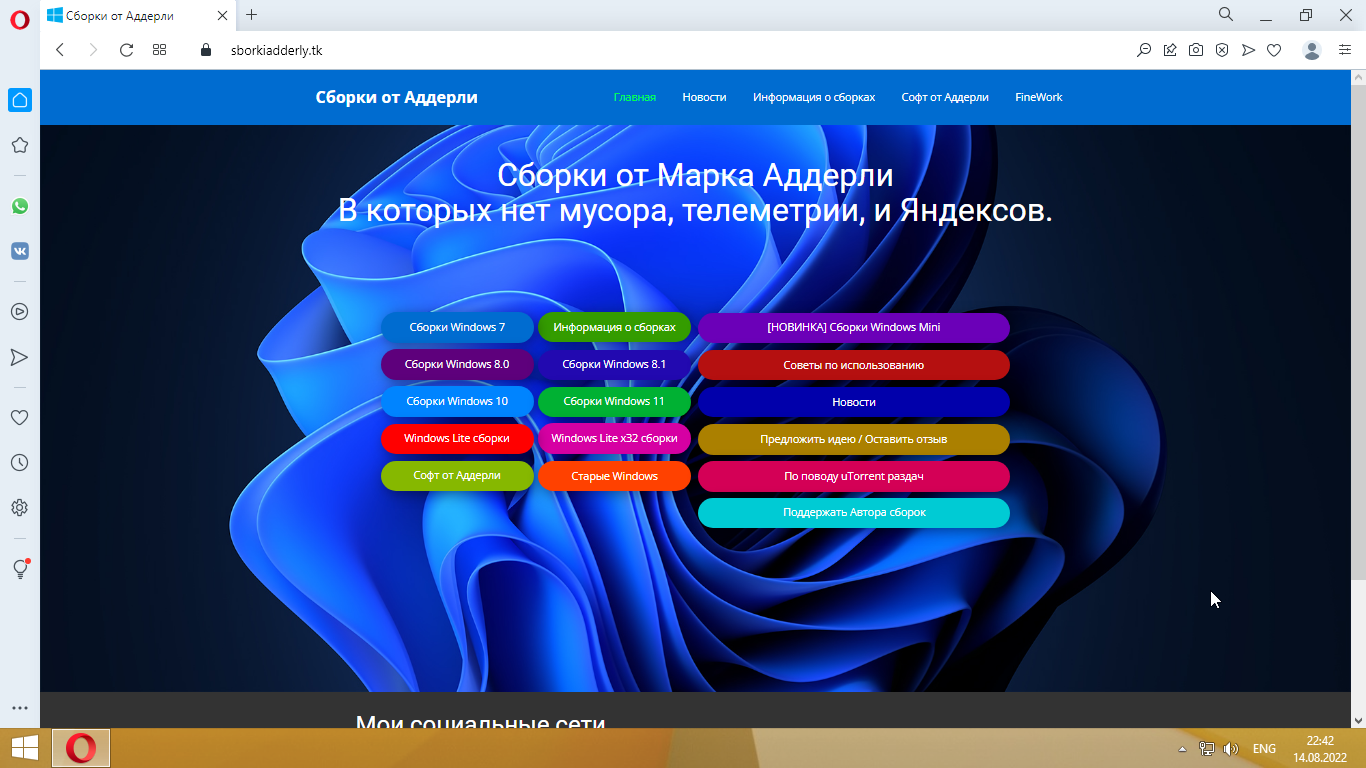 Сборки от Аддерли
sborkiadderly.tk
Сборки от Аддерли
Главная
Новости
Информация о сборках
Софт от Аддерли
FineWork
Сборки от Марка Аддерли
В которых нет мусора, телеметрии, и Яндексов.
Сборки Windows 7
Информация о сборках
[НОВИНКА] Сборки Windows Mini
Сборки Windows 8.0
Сборки Windows 8.1
Советы по использованию
Сборки Windows 10
Сборки Windows 11
Новости
Windows Lite сборки
Windows Lite x32 сборки
Предложить идею / Оставить отзыв
Софт от Аддерли
Старые Windows
По поводу uTorrent раздач
Поддержать Автора сборок
Мои социальные сети
ENG
22:42
14.08.2022